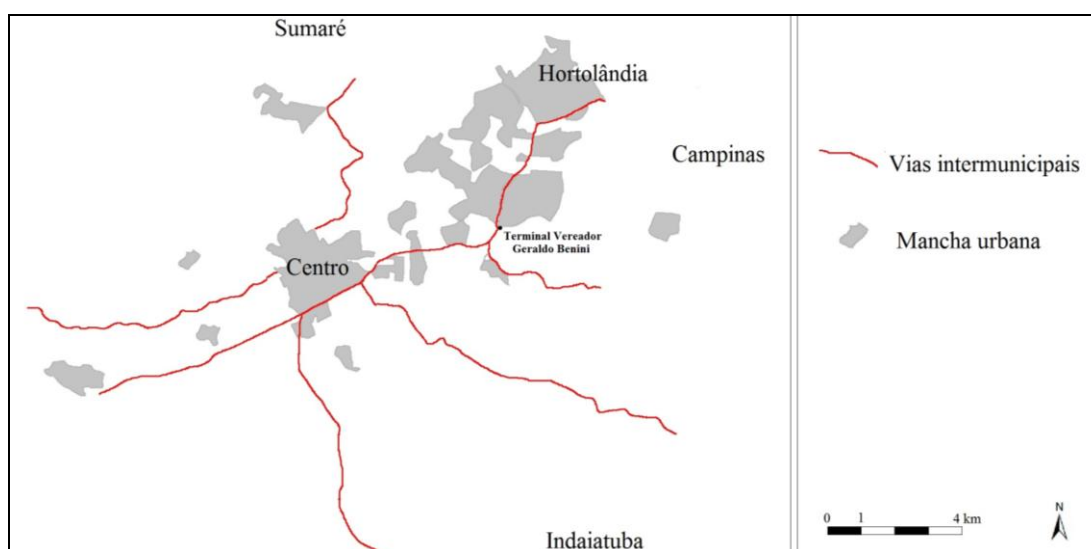 Sumaré
Hortolândia
Campinas
Vias intermunicipais
Terminal Vereador
Geraldo Benini
Mancha urbana
Centro
0 1 4 km
N
Indaiatuba